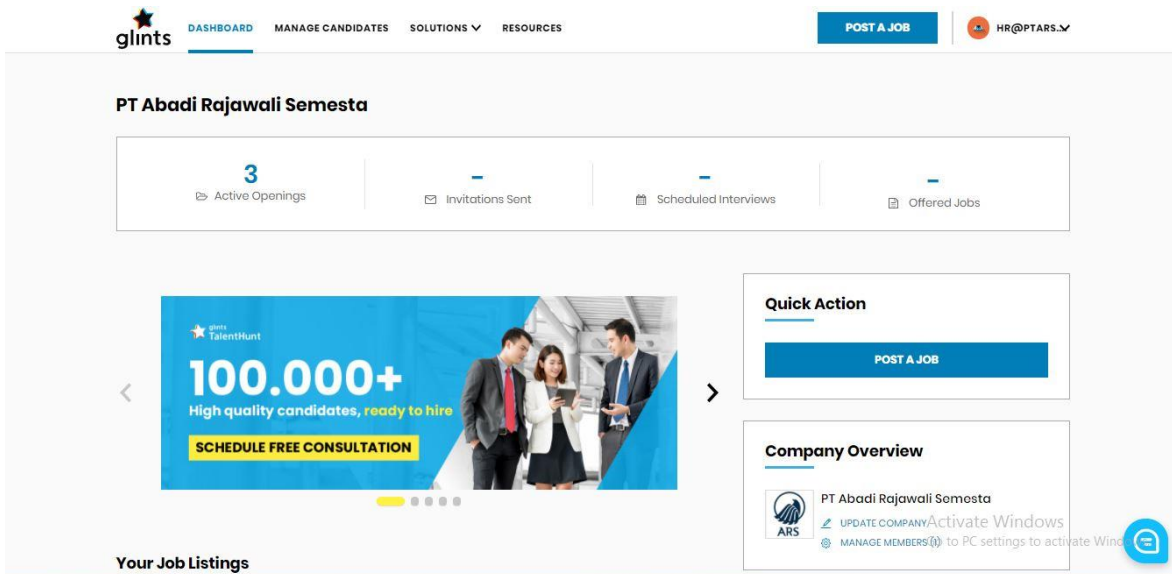 glints
DASHBOARD
MANAGE CANDIDATES
SOLUTIONS
RESOURCES
POST A JOB
HR@PTARS..
PT Abadi Rajawali Semesta
3
Active Openings
–
Invitations Sent
–
Scheduled Interviews
–
Offered Jobs
glints
TalentHunt
100.000+
High quality candidates, ready to hire
SCHEDULE FREE CONSULTATION
Quick Action
POST A JOB
Company Overview
ARS
PT Abadi Rajawali Semesta
UPDATE COMPANY
MANAGE MEMBERS
Activate Windows
to PC settings to activate
Your Job Listings